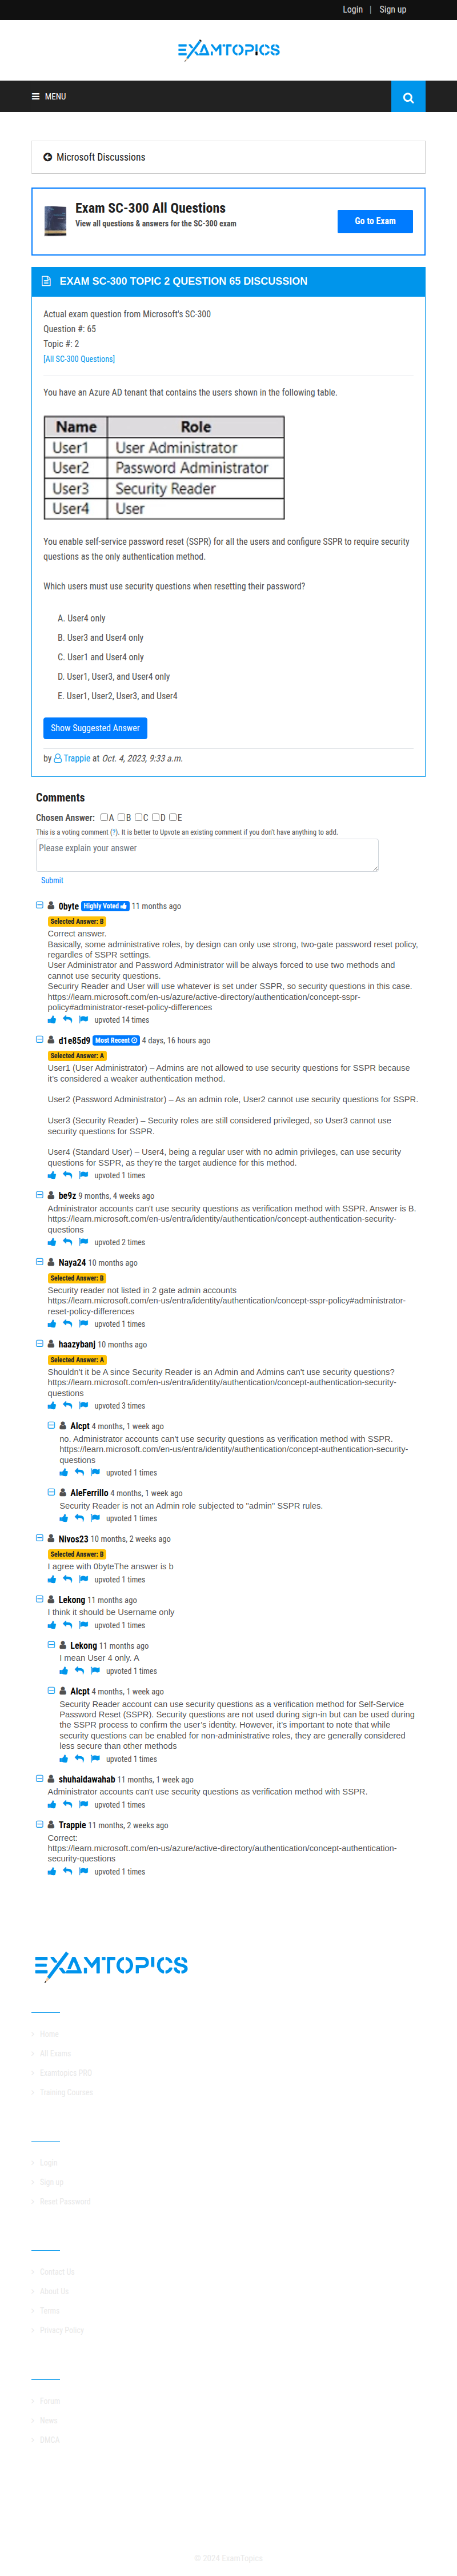 Login | Sign up
EXAMTOPICS
MENU
Microsoft Discussions
Exam SC-300 All Questions
View all questions & answers for the SC-300 exam
Go to Exam
EXAM SC-300 TOPIC 2 QUESTION 65 DISCUSSION
Actual exam question from Microsoft's SC-300
Question #: 65
Topic #: 2
[All SC-300 Questions]
You have an Azure AD tenant that contains the users shown in the following table.
Name Role
User1 User Administrator
User2 Password Administrator
User3 Security Reader
User4 User
You enable self-service password reset (SSPR) for all the users and configure SSPR to require security
questions as the only authentication method.
Which users must use security questions when resetting their password?
A. User4 only
B. User3 and User4 only
C. User1 and User4 only
D. User1, User3, and User4 only
E. User1, User2, User3, and User4
Show Suggested Answer
by Trappie at Oct. 4, 2023, 9:33 a.m.
Comments
Chosen Answer: A B C D E
This is a voting comment (?). It is better to Upvote an existing comment if you don't have anything to add.
Please explain your answer
Submit
0byte Highly Voted 11 months ago
Selected Answer: B
Correct answer.
Basically, some administrative roles, by design can only use strong, two-gate password reset policy,
regardles of SSPR settings.
User Administrator and Password Administrator will be always forced to use two methods and
cannot use security questions.
Securiry Reader and User will use whatever is set under SSPR, so security questions in this case.
https://learn.microsoft.com/en-us/azure/active-directory/authentication/concept-sspr-
policy#administrator-reset-policy-differences
upvoted 14 times
d1e85d9 Most Recent 4 days, 16 hours ago
Selected Answer: A
User1 (User Administrator) – Admins are not allowed to use security questions for SSPR because
it's considered a weaker authentication method.
User2 (Password Administrator) – As an admin role, User2 cannot use security questions for SSPR.
User3 (Security Reader) – Security roles are still considered privileged, so User3 cannot use
security questions for SSPR.
User4 (Standard User) – User4, being a regular user with no admin privileges, can use security
questions for SSPR, as they're the target audience for this method.
upvoted 1 times
be9z 9 months, 4 weeks ago
Administrator accounts can't use security questions as verification method with SSPR. Answer is B.
https://learn.microsoft.com/en-us/entra/identity/authentication/concept-authentication-security-
questions
upvoted 2 times
Naya24 10 months ago
Selected Answer: B
Security reader not listed in 2 gate admin accounts
https://learn.microsoft.com/en-us/entra/identity/authentication/concept-sspr-policy#administrator-
reset-policy-differences
upvoted 1 times
haazybanj 10 months ago
Selected Answer: A
Shouldn't it be A since Security Reader is an Admin and Admins can't use security questions?
https://learn.microsoft.com/en-us/entra/identity/authentication/concept-authentication-security-
questions
upvoted 3 times
Alcpt 4 months, 1 week ago
no. Administrator accounts can't use security questions as verification method with SSPR.
https://learn.microsoft.com/en-us/entra/identity/authentication/concept-authentication-security-
questions
upvoted 1 times
AleFerrillo 4 months, 1 week ago
Security Reader is not an Admin role subjected to "admin" SSPR rules.
upvoted 1 times
Nivos23 10 months, 2 weeks ago
Selected Answer: B
I agree with 0byteThe answer is b
upvoted 1 times
Lekong 11 months ago
I think it should be Username only
upvoted 1 times
Lekong 11 months ago
I mean User 4 only. A
upvoted 1 times
Alcpt 4 months, 1 week ago
Security Reader account can use security questions as a verification method for Self-Service
Password Reset (SSPR). Security questions are not used during sign-in but can be used during
the SSPR process to confirm the user's identity. However, it's important to note that while
security questions can be enabled for non-administrative roles, they are generally considered
less secure than other methods
upvoted 1 times
shuhaidawahab 11 months, 1 week ago
Administrator accounts can't use security questions as verification method with SSPR.
upvoted 1 times
Trappie 11 months, 2 weeks ago
Correct:
https://learn.microsoft.com/en-us/azure/active-directory/authentication/concept-authentication-
security-questions
upvoted 1 times
EXAMTOPICS
Home
All Exams
Examtopics PRO
Training Courses
Login
Sign up
Reset Password
Contact Us
About Us
Terms
Privacy Policy
Forum
News
DMCA
© 2024 ExamTopics